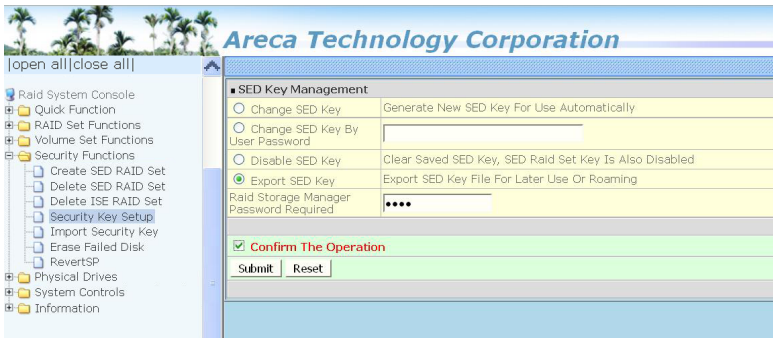 Areca Technology Corporation
|open all|close all|
Raid System Console
Quick Function
RAID Set Functions
Volume Set Functions
Security Functions
Create SED RAID Set
Delete SED RAID Set
Delete ISE RAID Set
Security Key Setup
Import Security Key
Erase Failed Disk
RevertSP
Physical Drives
System Controls
Information
SED Key Management
Change SED Key Generate New SED Key For Use Automatically
Change SED Key By
User Password
Disable SED Key Clear Saved SED Key, SED Raid Set Key Is Also Disabled
Export SED Key Export SED Key File For Later Use Or Roaming
Raid Storage Manager
Password Required ••••
Confirm The Operation
Submit Reset